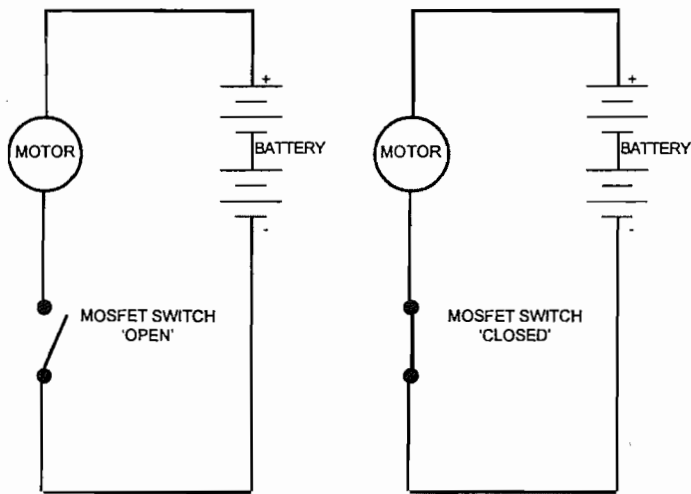 +
MOTOR
BATTERY
-
MOSFET SWITCH
'OPEN'
+
MOTOR
BATTERY
-
MOSFET SWITCH
'CLOSED'